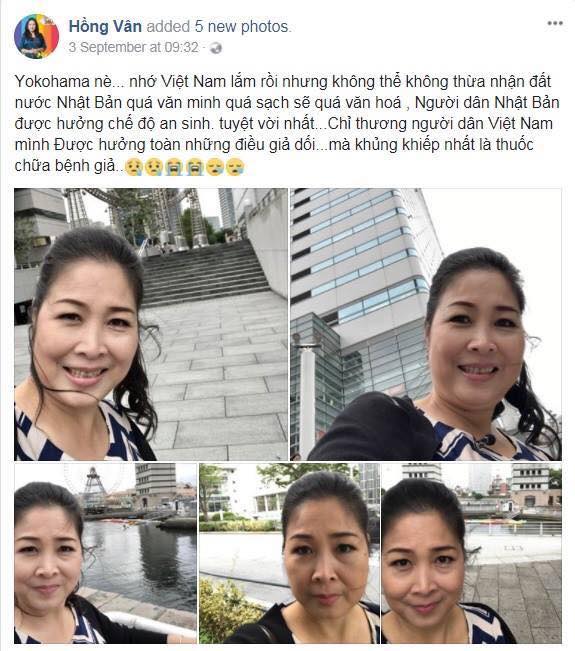 Hồng Vân added 5 new photos.
3 September at 09:32 ·
Yokohama nè... nhớ Việt Nam lắm rồi nhưng không thể không thừa nhận đất
nước Nhật Bản quá văn minh quá sạch sẽ quá văn hoá , Người dân Nhật Bản
được hưởng chế độ an sinh. tuyệt vời nhất...Chỉ thương người dân Việt Nam
mình Được hưởng toàn những điều giả dối...mà khủng khiếp nhất là thuốc
chữa bệnh giả..😢😢😭😭😪😪